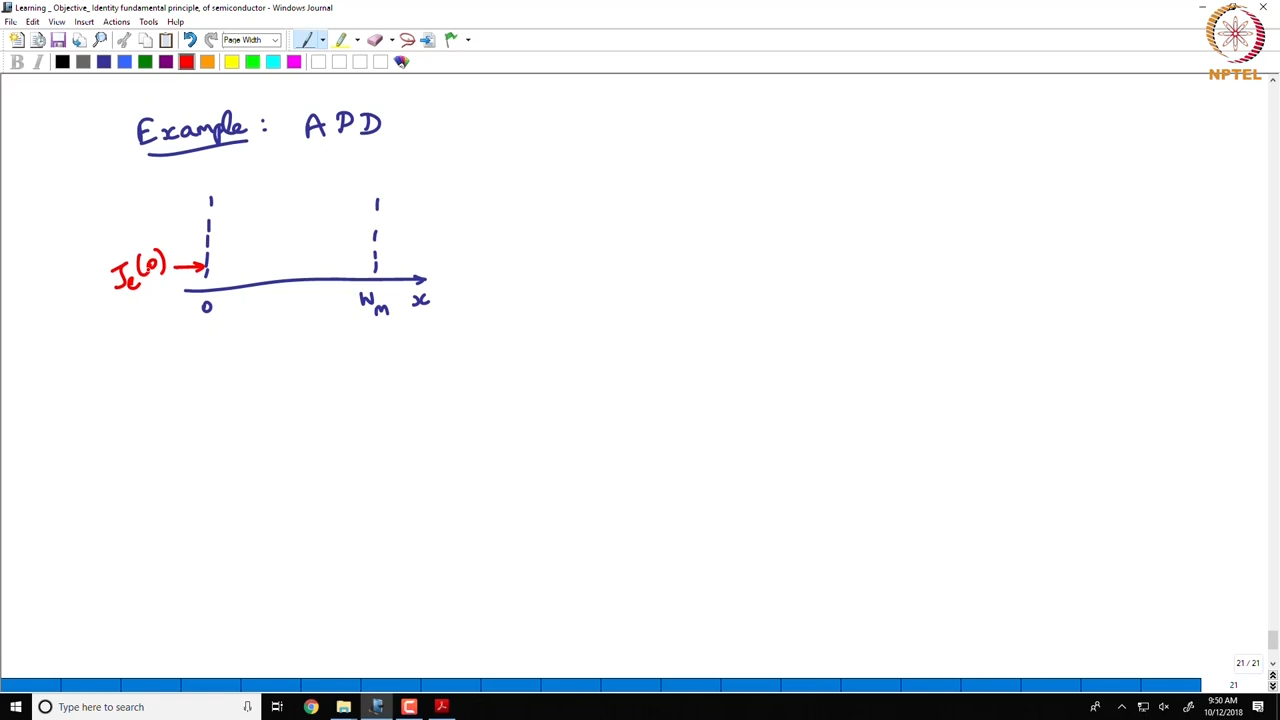 Learning _ Objective_ Identity fundamental principle, of semiconductor - Windows Journal
File Edit View Insert Actions Tools Help
Page Width
B I
NPTEL
Example : APD
Je(0)
0 Wm x
21 / 21
21
Type here to search
9:50 AM
10/12/2018